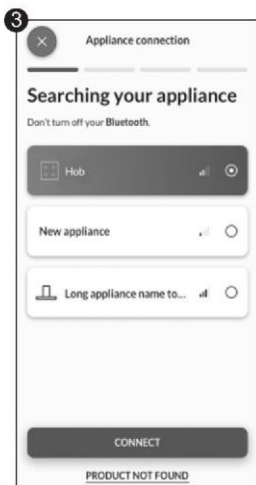 3
Appliance connection
Searching your appliance
Don't turn off your Bluetooth.
Hob
New appliance
Long appliance name to...
CONNECT
PRODUCT NOT FOUND